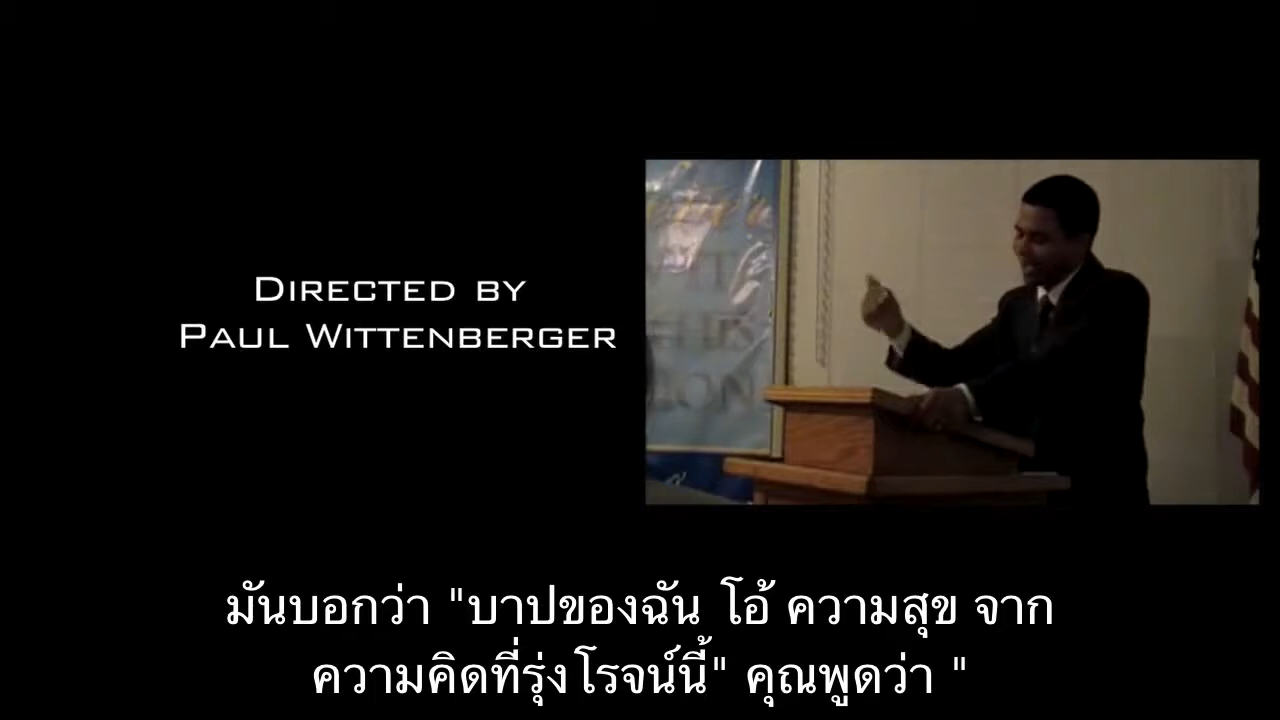 DIRECTED BY
PAUL WITTENBERGER
มันบอกว่า "บาปของฉัน โอ้ ความสุข จาก
ความคิดที่รุ่งโรจน์นี้" คุณพูดว่า "